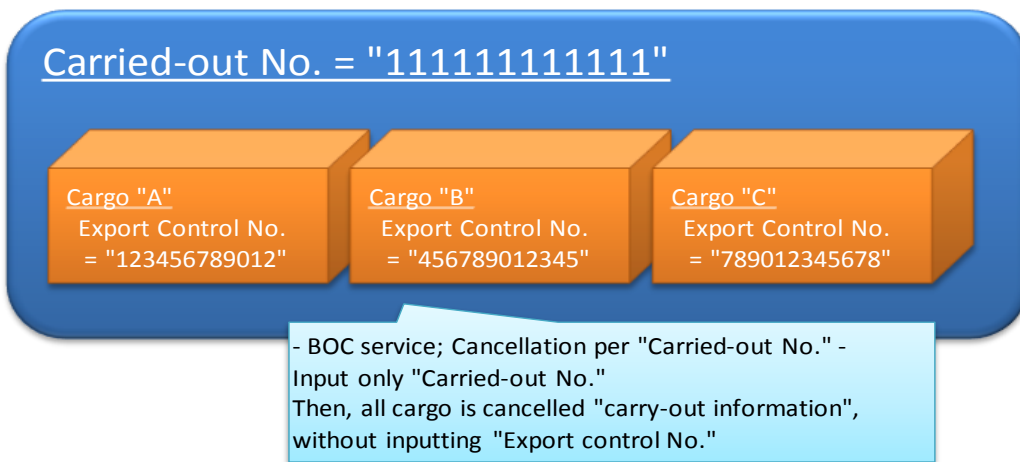 Carried-out No. = "111111111111"
Cargo "A"
Export Control No.
= "123456789012"
Cargo "B"
Export Control No.
= "456789012345"
Cargo "C"
Export Control No.
= "789012345678"
- BOC service; Cancellation per "Carried-out No." -
Input only "Carried-out No."
Then, all cargo is cancelled "carry-out information",
without inputting "Export control No."